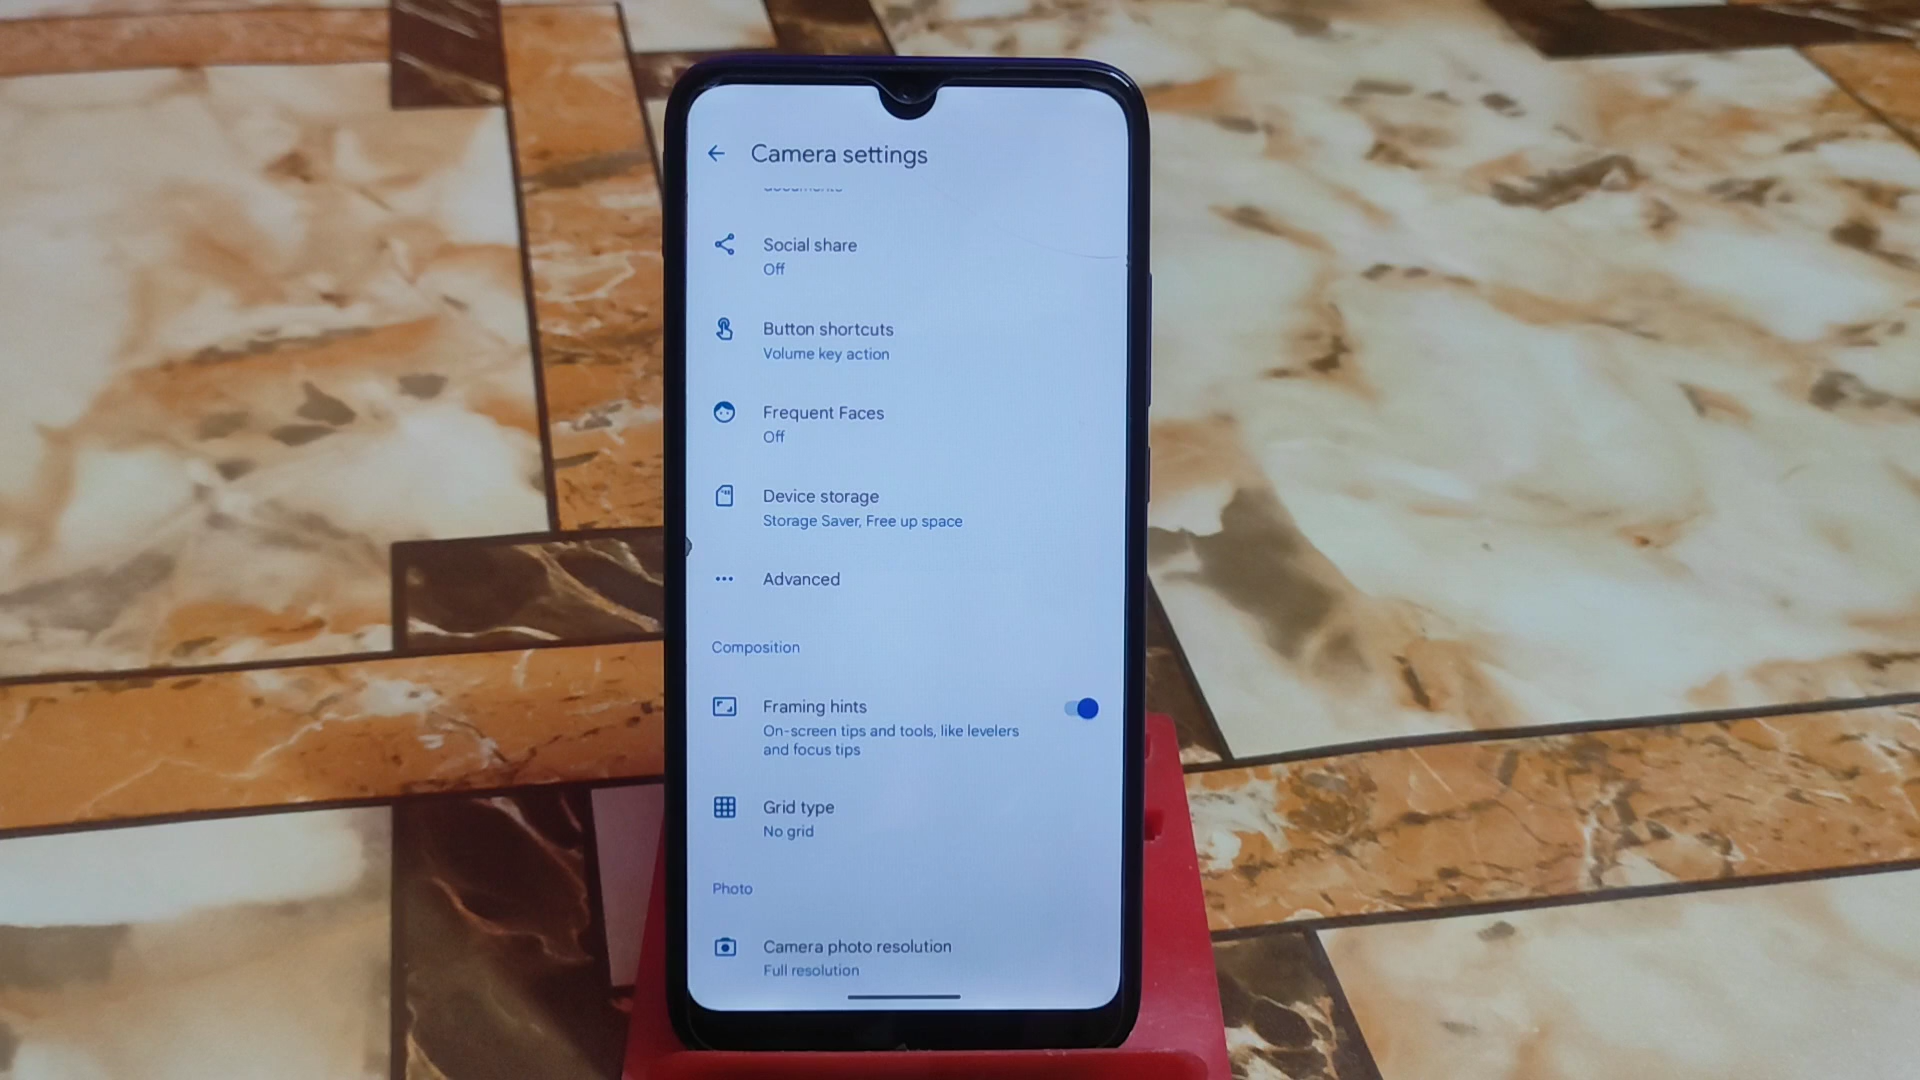 Camera settings
Social share
Off
Button shortcuts
Volume key action
Frequent Faces
Off
Device storage
Storage Saver, Free up space
Advanced
Composition
Framing hints
On-screen tips and tools, like levelers
and focus tips
Grid type
No grid
Photo
Camera photo resolution
Full resolution